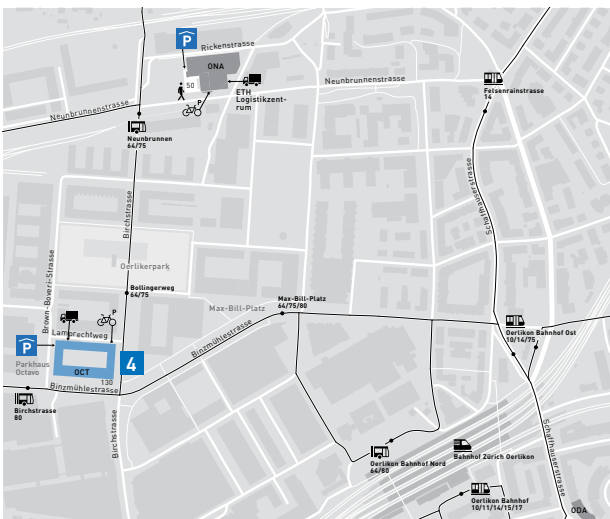 P
Rickenstrasse
ONA
50
ETH
Logistikzent-
rum
P
Neunbrunnenstrasse
Felsenrainstrasse
14
Neunbrunnenstrasse
Neunbrunnen
64/75
Birchstrasse
Schaffhauserstrasse
Brown-Boveri-Strasse
Oerlikerpark
Bollingerweg
64/75
P
Max-Bill-Platz
Max-Bill-Platz
64/75/80
Lamprechtweg
Binzmühlestrasse
Oerlikon Bahnhof Ost
10/14/75
P
Parkhaus
Octavo
OCT
4
130
Binzmühlestrasse
Birchstrasse
80
Birchstrasse
Schaffhauserstrasse
Oerlikon Bahnhof Nord
64/80
Bahnhof Zürich Oerlikon
Oerlikon Bahnhof
10/11/14/15/17
ODA